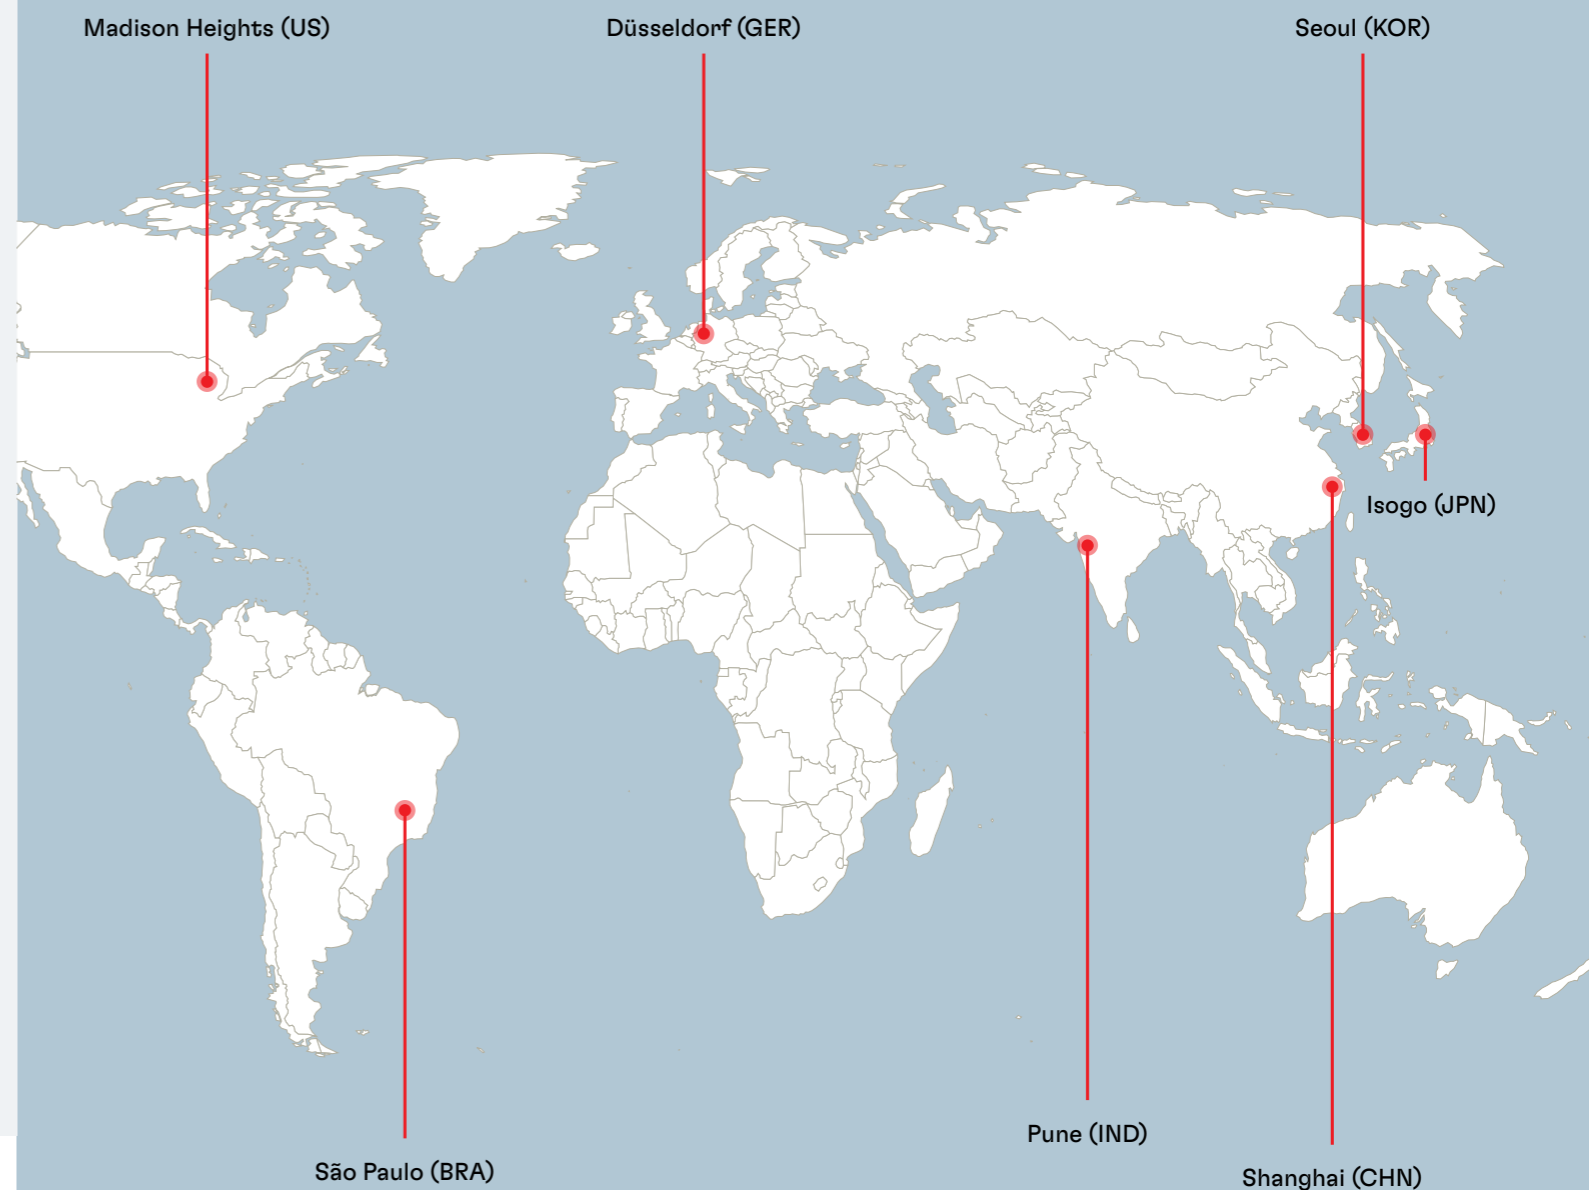 Madison Heights (US)
Düsseldorf (GER)
Seoul (KOR)
Isogo (JPN)
Pune (IND)
São Paulo (BRA)
Shanghai (CHN)